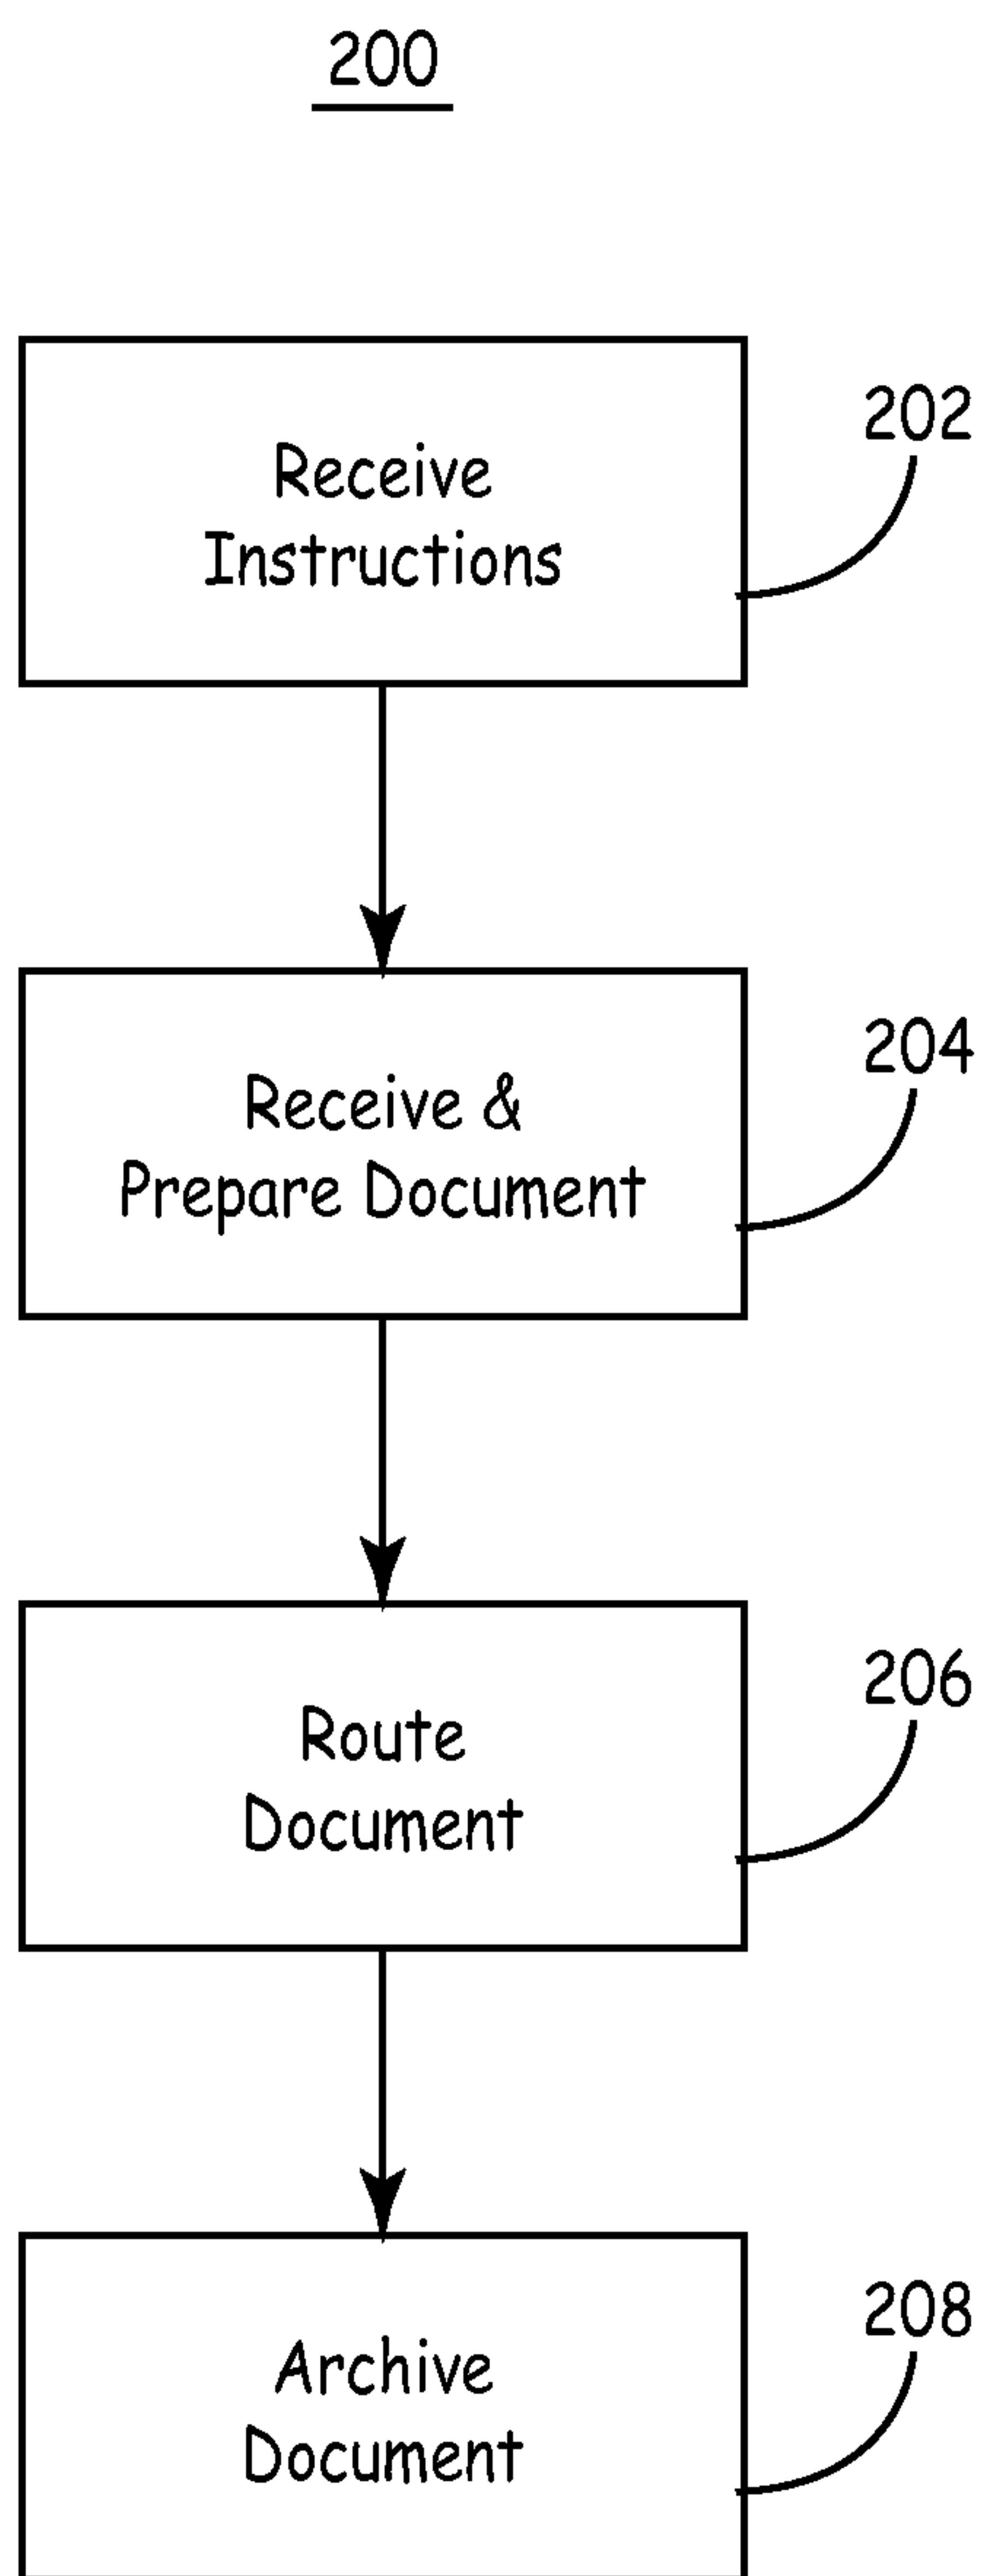 200
Receive
Instructions
202
Receive &
Prepare Document
204
Route
Document
206
Archive
Document
208